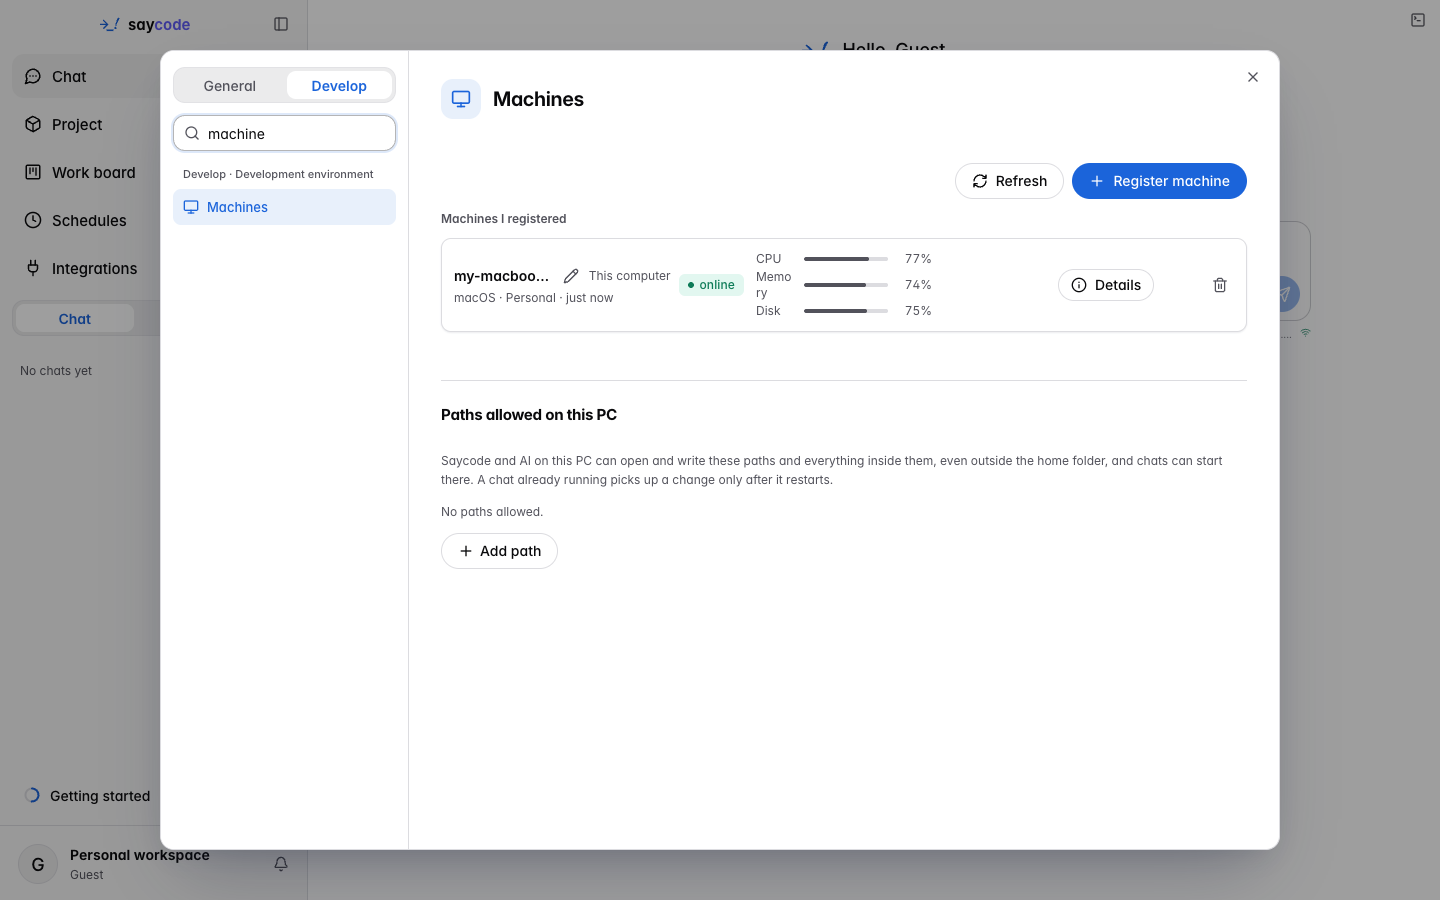 saycode
Chat
Project
Work board
Schedules
Integrations
Chat
No chats yet
Getting started
G
Personal workspace
Guest
Hello, Guest
General
Develop
machine
Develop · Development environment
Machines
Machines
Refresh
Register machine
Machines I registered
my-macboo...
This computer
macOS · Personal · just now
online
CPU
77%
Memo
ry
74%
Disk
75%
Details
Paths allowed on this PC
Saycode and AI on this PC can open and write these paths and everything inside them, even outside the home folder, and chats can start
there. A chat already running picks up a change only after it restarts.
No paths allowed.
Add path